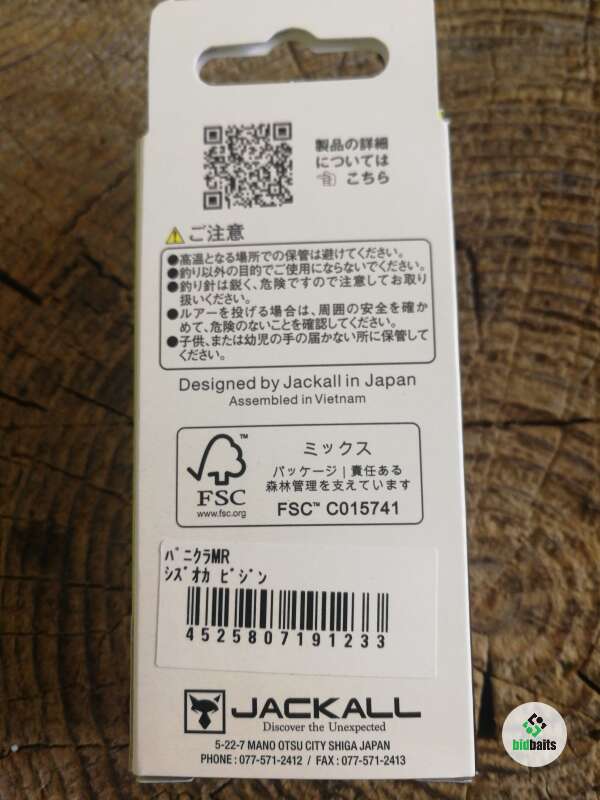 製品の詳細
については
こちら
ご注意
●高温となる場所での保管は避けてください。
●釣り以外の目的でご使用にならないでください。
●釣り針は鋭く、危険ですので注意してお取り
扱いください。
●ルアーを投げる場合は、周囲の安全を確か
めて、危険のないことを確認してください。
●子供、または幼児の手の届かない所に保管して
ください。
Designed by Jackall in Japan
Assembled in Vietnam
FSC™
www.fsc.org
ミックス
パッケージ | 責任ある
森林管理を支えています
FSC™ C015741
ﾊﾟﾆｸﾗMR
ｼｽﾞｵｶ ﾋﾞｼﾞﾝ
4525807191233
JACKALL
Discover the Unexpected
5-22-7 MANO OTSU CITY SHIGA JAPAN
PHONE : 077-571-2412 / FAX : 077-571-2413
bidbaits